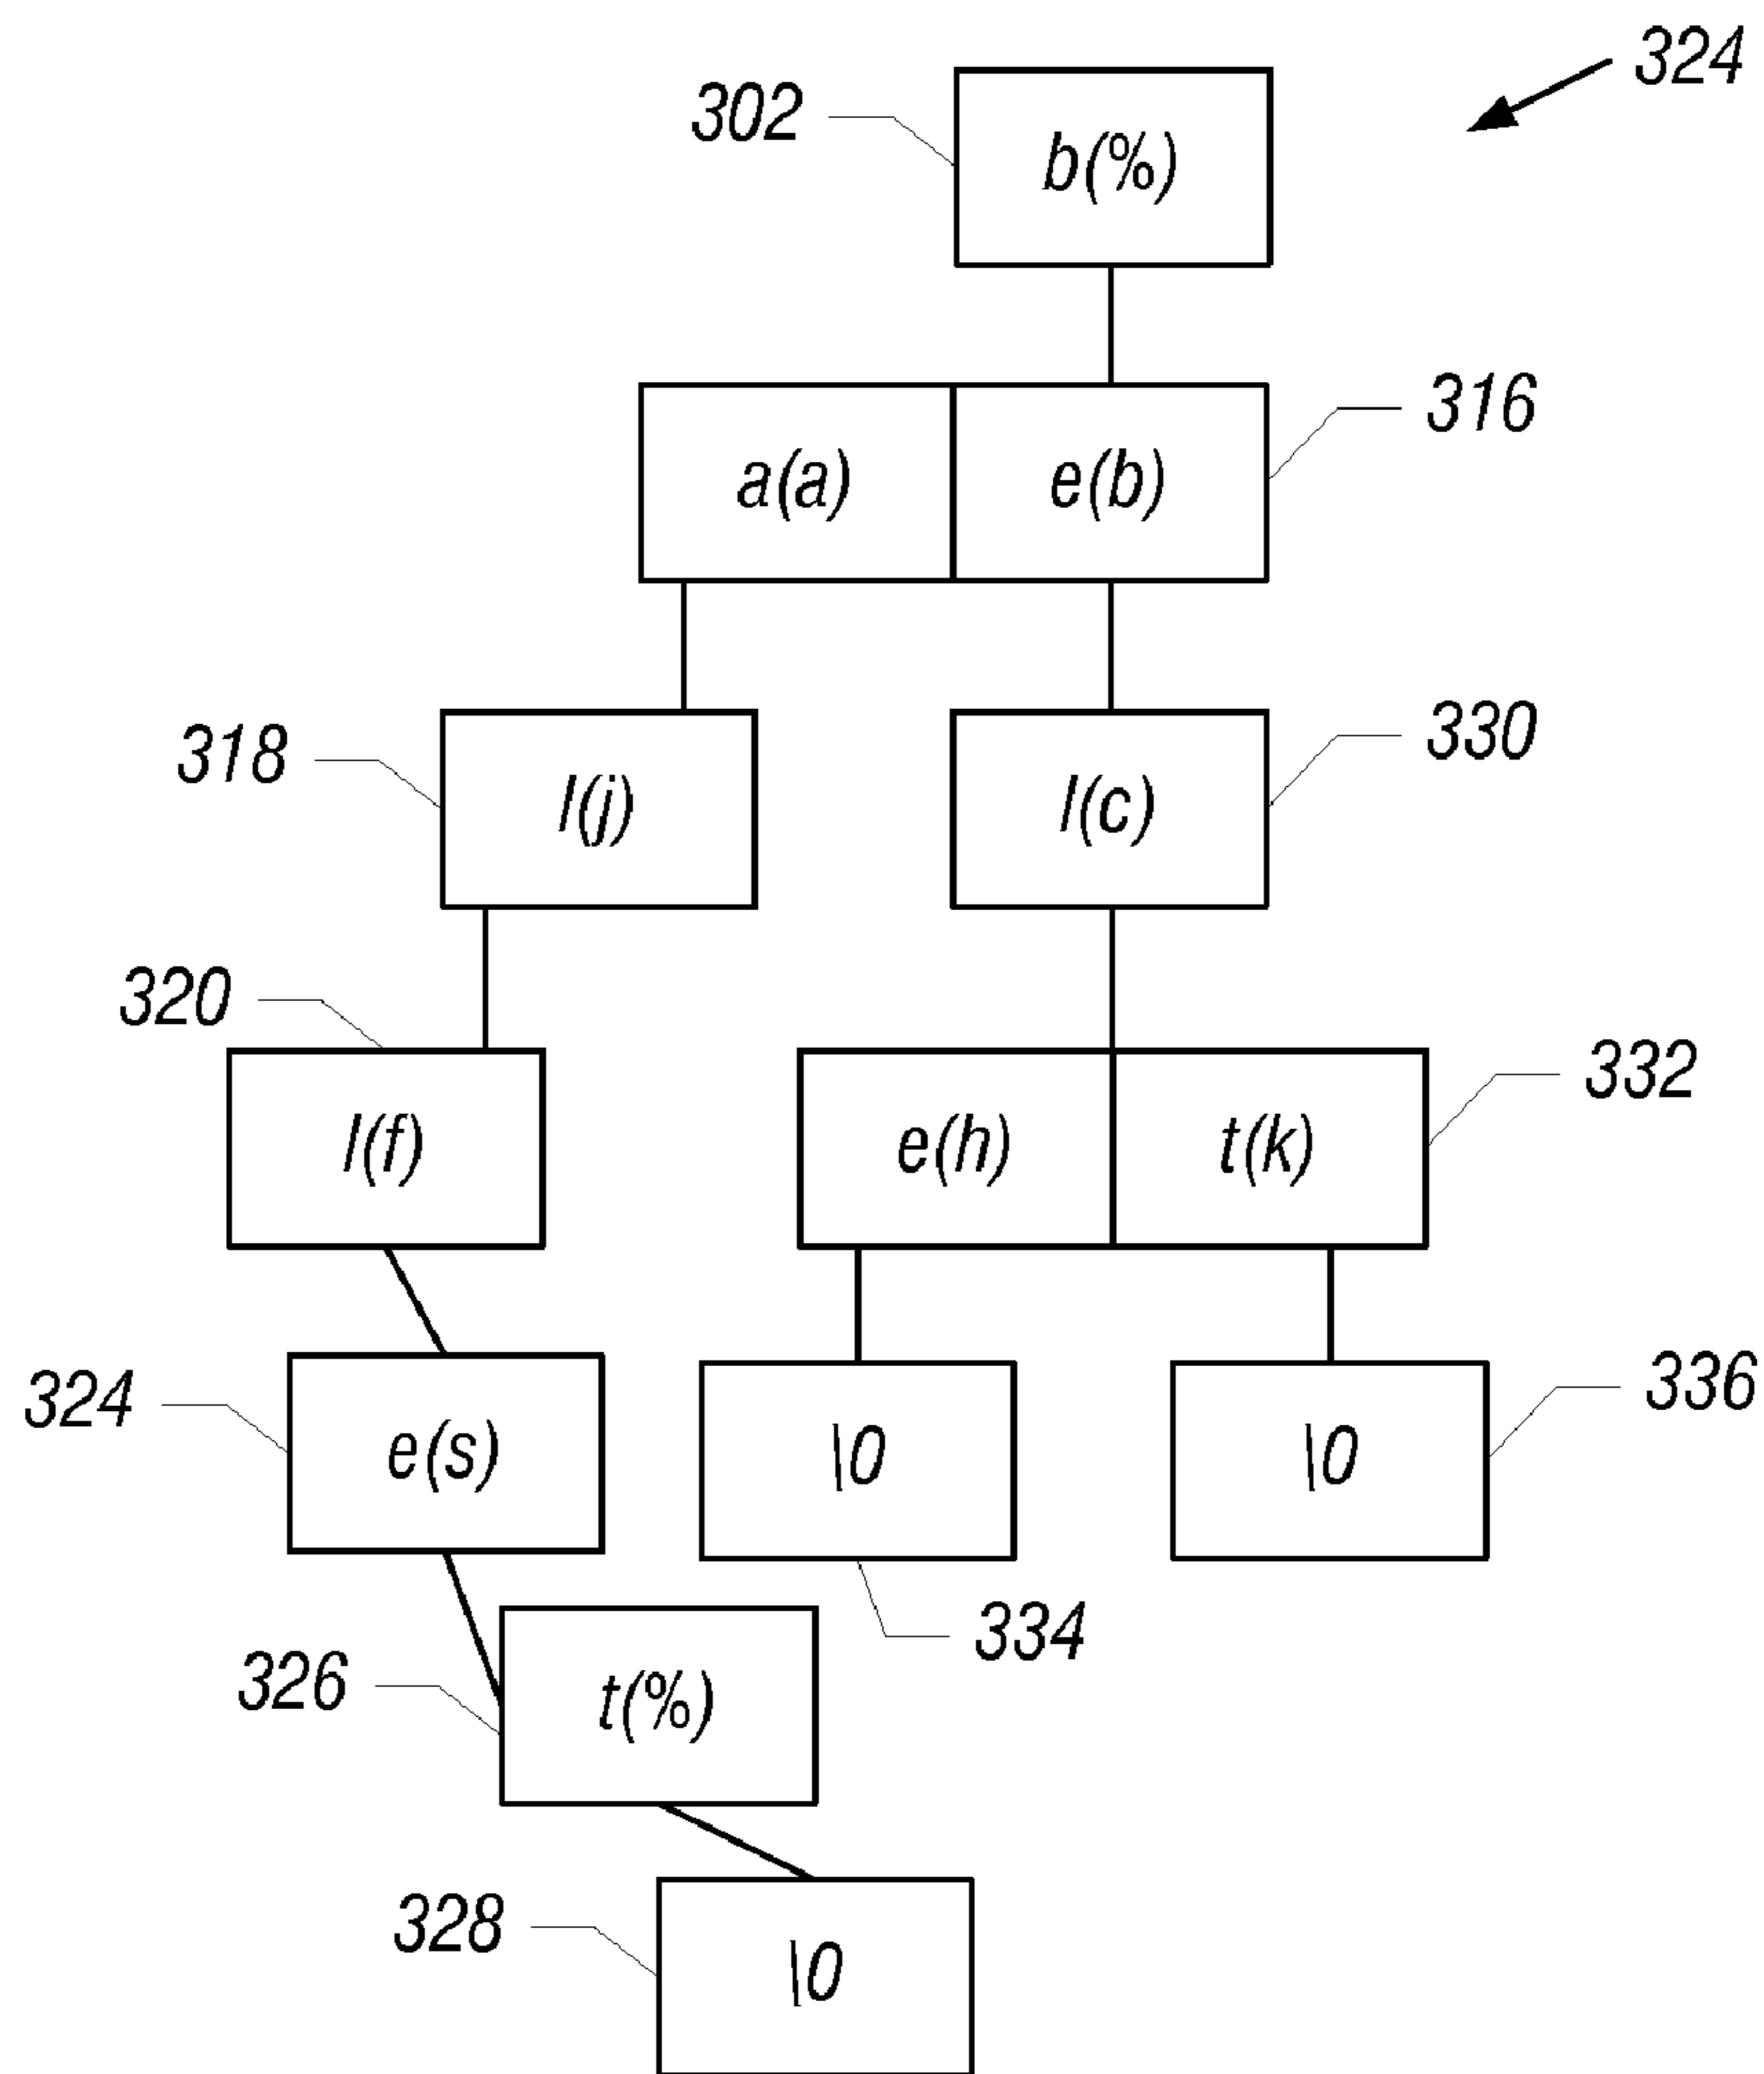 324
302
b(%)
316
a(a) e(b)
318
l(j)
330
l(c)
320
l(f)
332
e(h) t(k)
324
e(s)
336
\0 \0
334
326
t(%)
328
\0